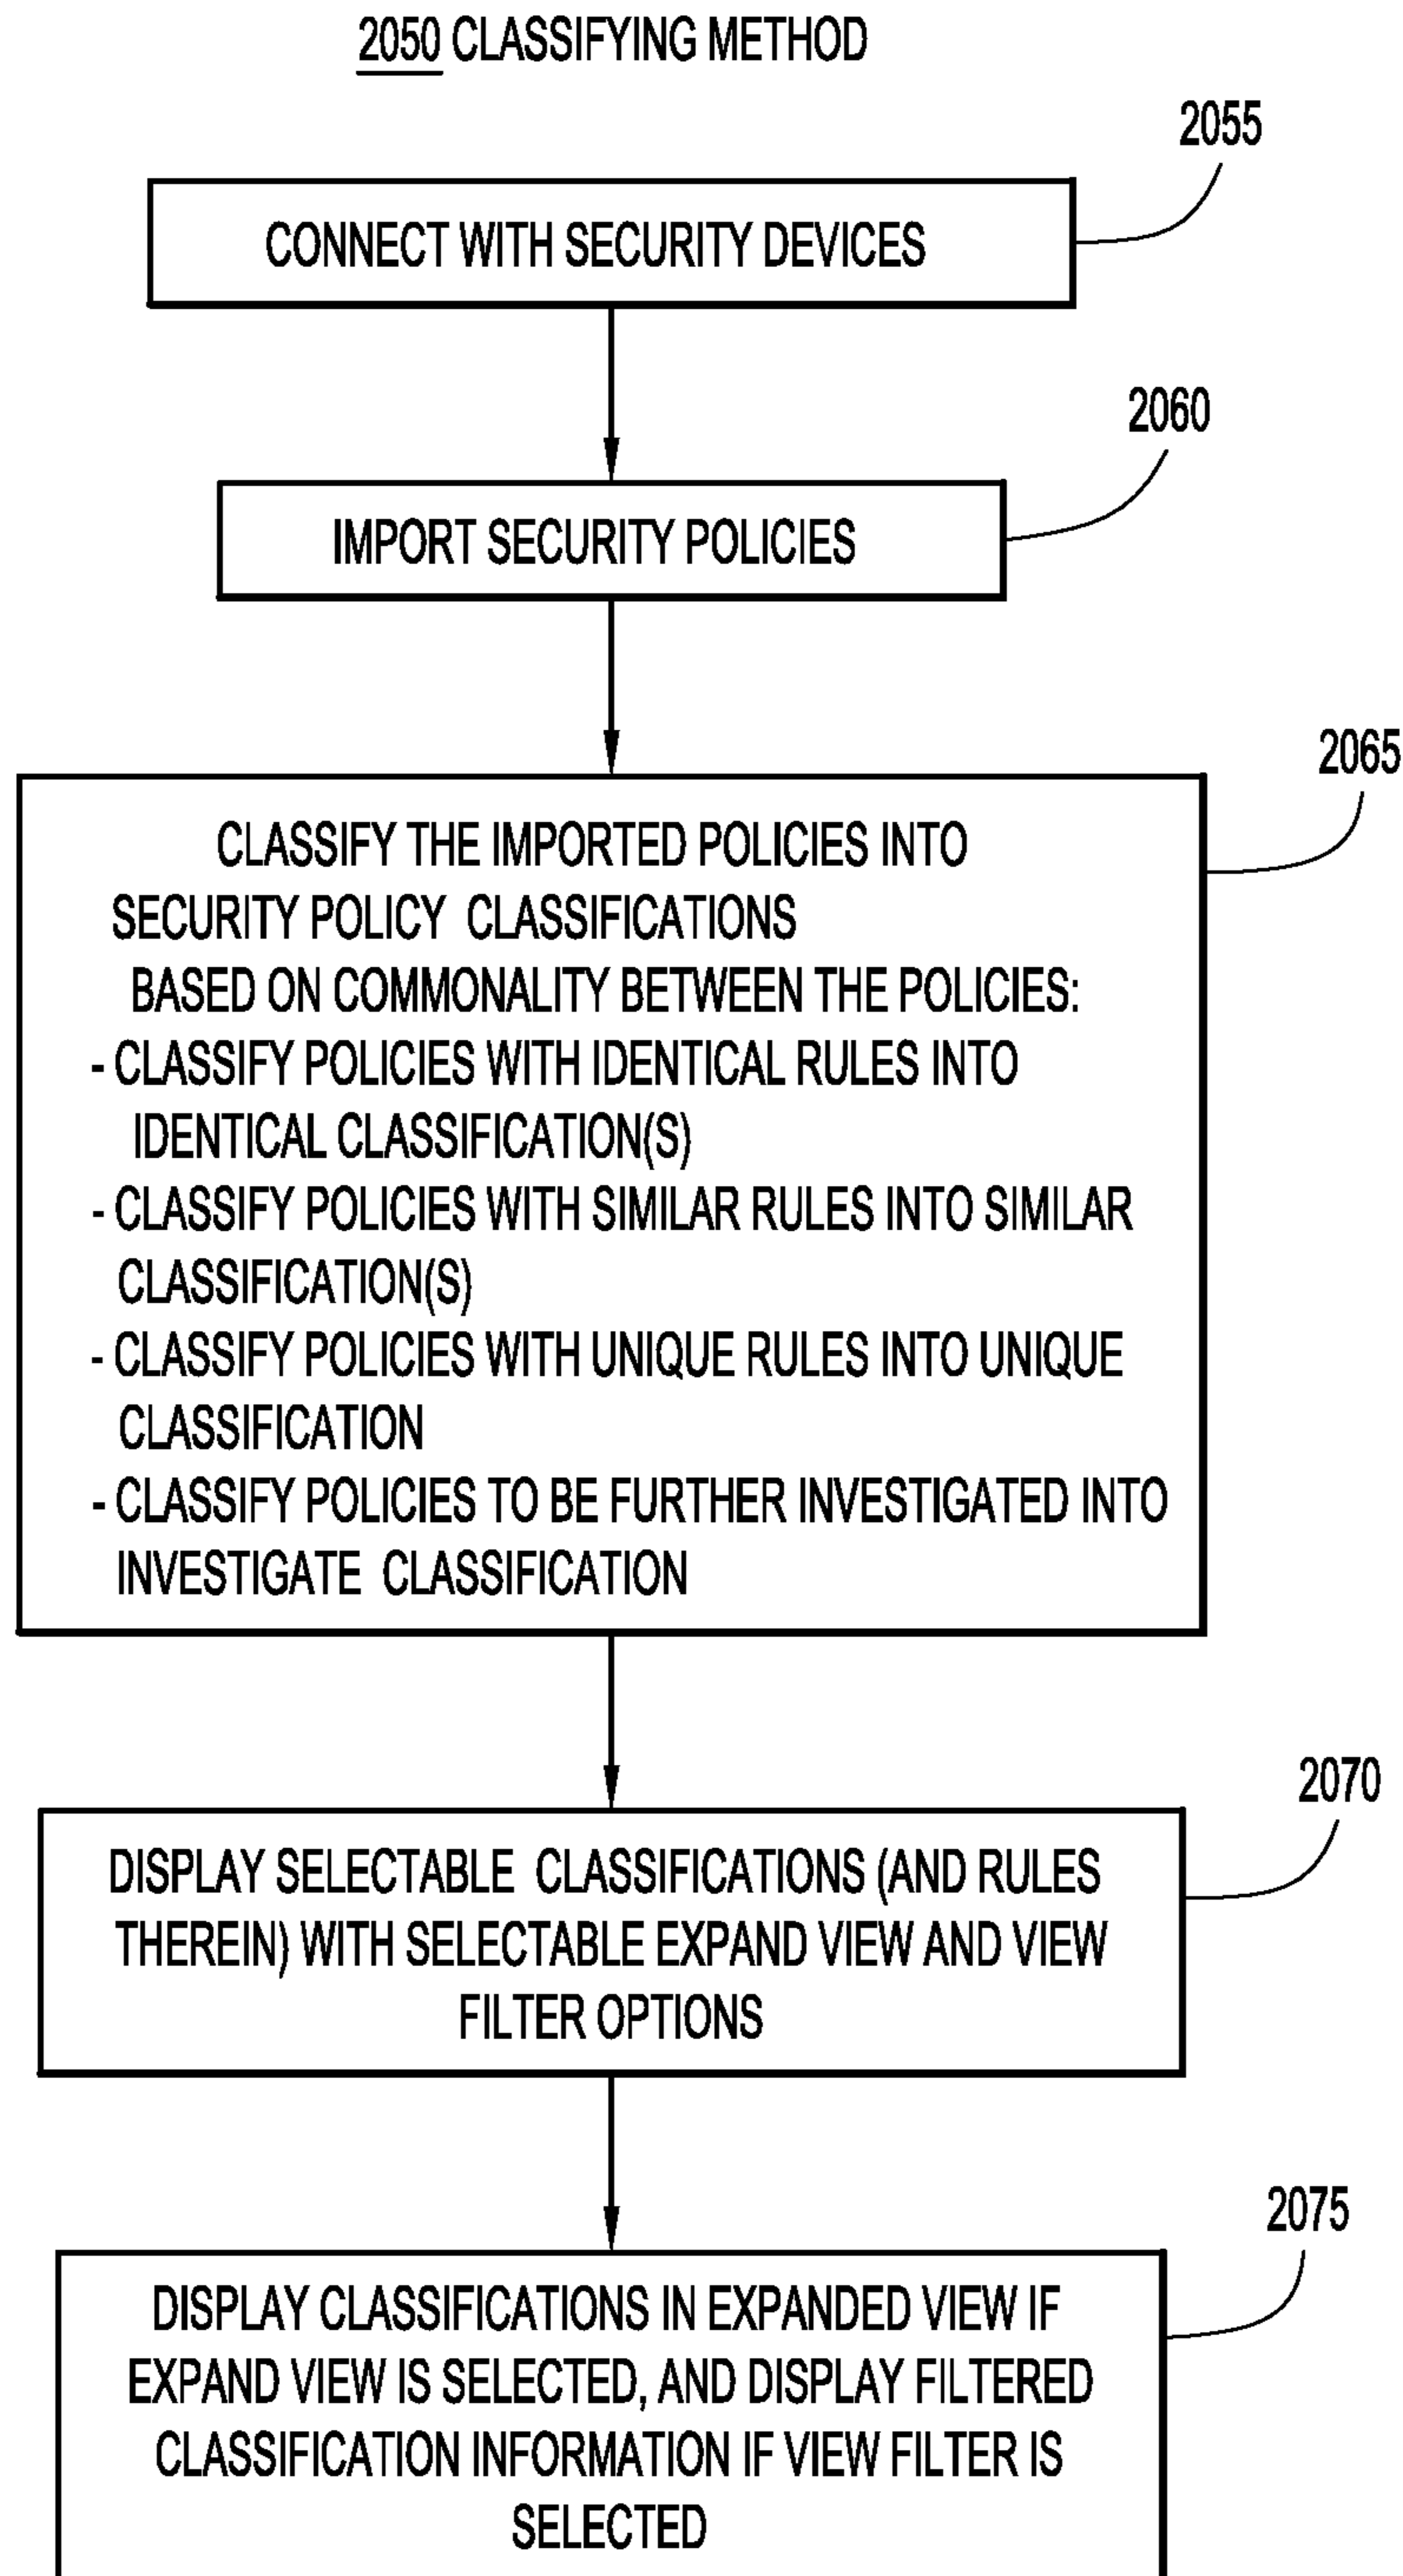 2050 CLASSIFYING METHOD
2055
CONNECT WITH SECURITY DEVICES
2060
IMPORT SECURITY POLICIES
2065
CLASSIFY THE IMPORTED POLICIES INTO
SECURITY POLICY CLASSIFICATIONS
BASED ON COMMONALITY BETWEEN THE POLICIES:
- CLASSIFY POLICIES WITH IDENTICAL RULES INTO
IDENTICAL CLASSIFICATION(S)
- CLASSIFY POLICIES WITH SIMILAR RULES INTO SIMILAR
CLASSIFICATION(S)
- CLASSIFY POLICIES WITH UNIQUE RULES INTO UNIQUE
CLASSIFICATION
- CLASSIFY POLICIES TO BE FURTHER INVESTIGATED INTO
INVESTIGATE CLASSIFICATION
2070
DISPLAY SELECTABLE CLASSIFICATIONS (AND RULES
THEREIN) WITH SELECTABLE EXPAND VIEW AND VIEW
FILTER OPTIONS
2075
DISPLAY CLASSIFICATIONS IN EXPANDED VIEW IF
EXPAND VIEW IS SELECTED, AND DISPLAY FILTERED
CLASSIFICATION INFORMATION IF VIEW FILTER IS
SELECTED